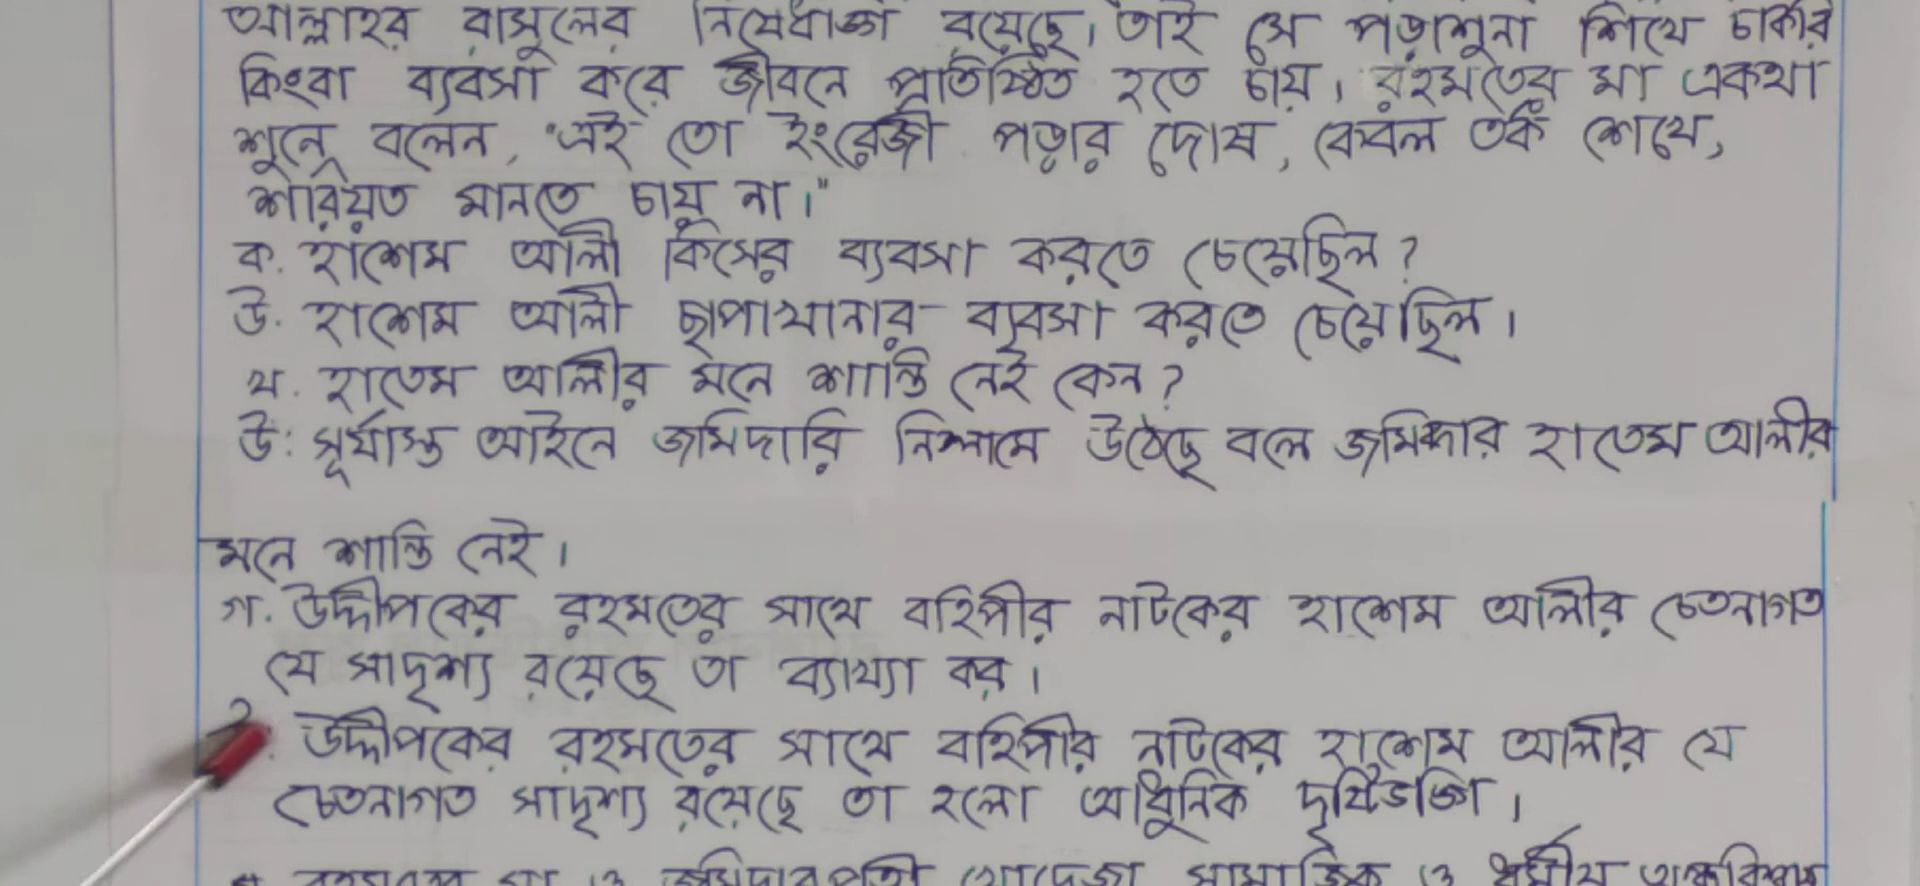 আল্লাহর রাসুলের নিষেধাজ্ঞা রয়েছে। তাই সে পড়াশুনা শিখে চাকরি
কিংবা ব্যবসা করে জীবনে প্রতিষ্ঠিত হতে চায়। রহমতের মা একথা
শুনে বলেন, "এই তো ইংরেজী পড়ার দোষ, কেবল তর্ক শেখে,
শরিয়ত মানতে চায় না।"
ক. হাশেম আলী কিসের ব্যবসা করতে চেয়েছিল?
উ. হাশেম আলী ছাপাখানার ব্যবসা করতে চেয়েছিল।
খ. হাতেম আলীর মনে শান্তি নেই কেন?
উ: সূর্যাস্ত আইনে জমিদারি নিলামে উঠেছে বলে জমিদার হাতেম আলীর
মনে শান্তি নেই।
গ. উদ্দীপকের রহমতের সাথে বহিপীর নাটকের হাশেম আলীর চেতনাগত
যে সাদৃশ্য রয়েছে তা ব্যাখ্যা কর।
উদ্দীপকের রহমতের সাথে বহিপীর নাটকের হাশেম আলীর যে
চেতনাগত সাদৃশ্য রয়েছে তা হলো আধুনিক দৃষ্টিভঙ্গি।